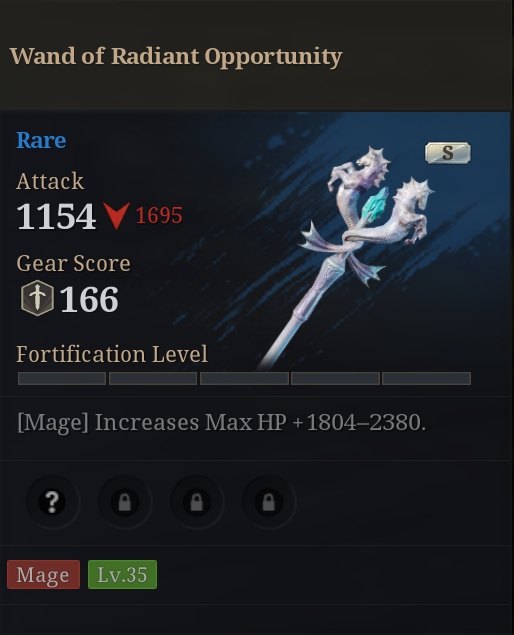 Wand of Radiant Opportunity
Rare
S
Attack
1154 1695
Gear Score
166
Fortification Level
[Mage] Increases Max HP +1804–2380.
?
Mage Lv.35